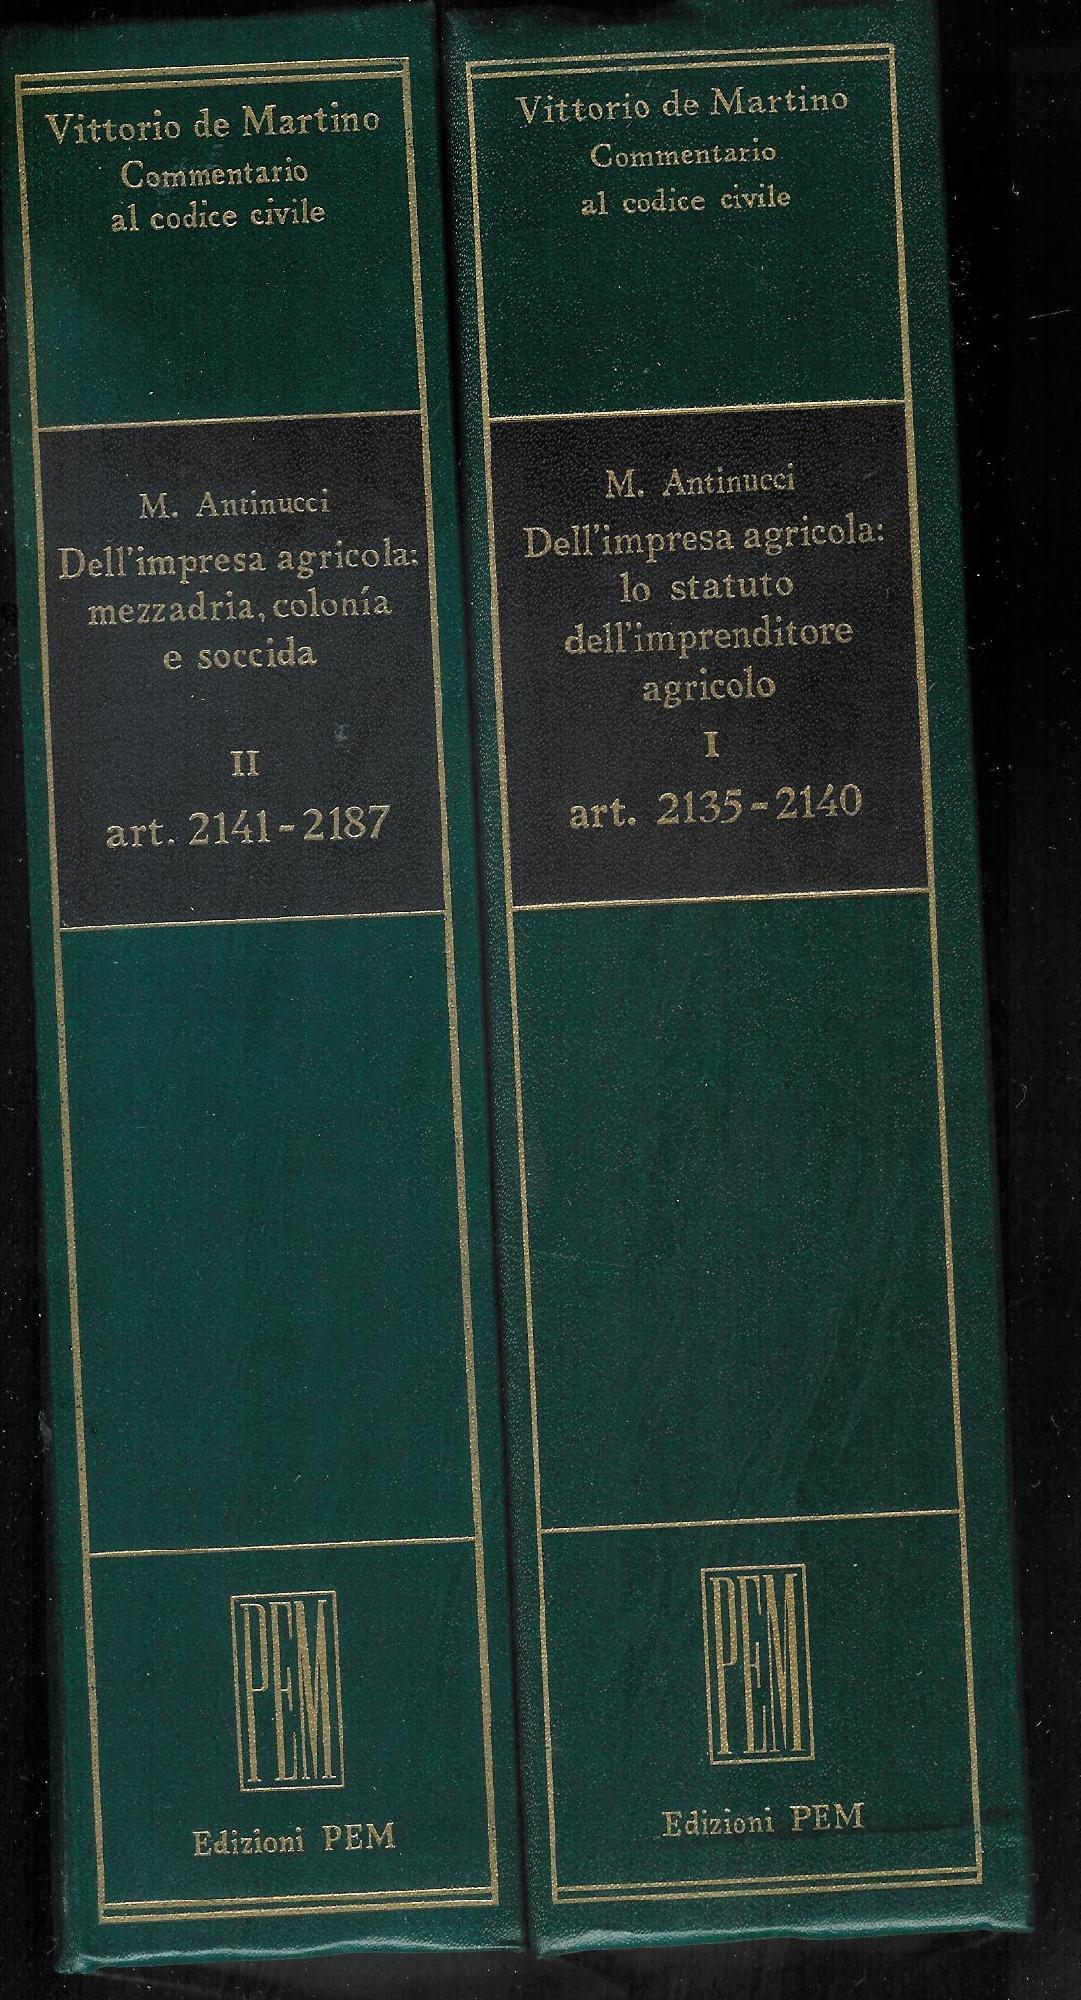 Vittorio de Martino
Commentario
al codice civile
M. Antinucci
Dell'impresa agricola:
mezzadria, colonía
e soccida
II
art. 2141-2187
PEM
Edizioni PEM
Vittorio de Martino
Commentario
al codice civile
M. Antinucci
Dell'impresa agricola:
lo statuto
dell'imprenditore
agricolo
I
art. 2135-2140
PEM
Edizioni PEM